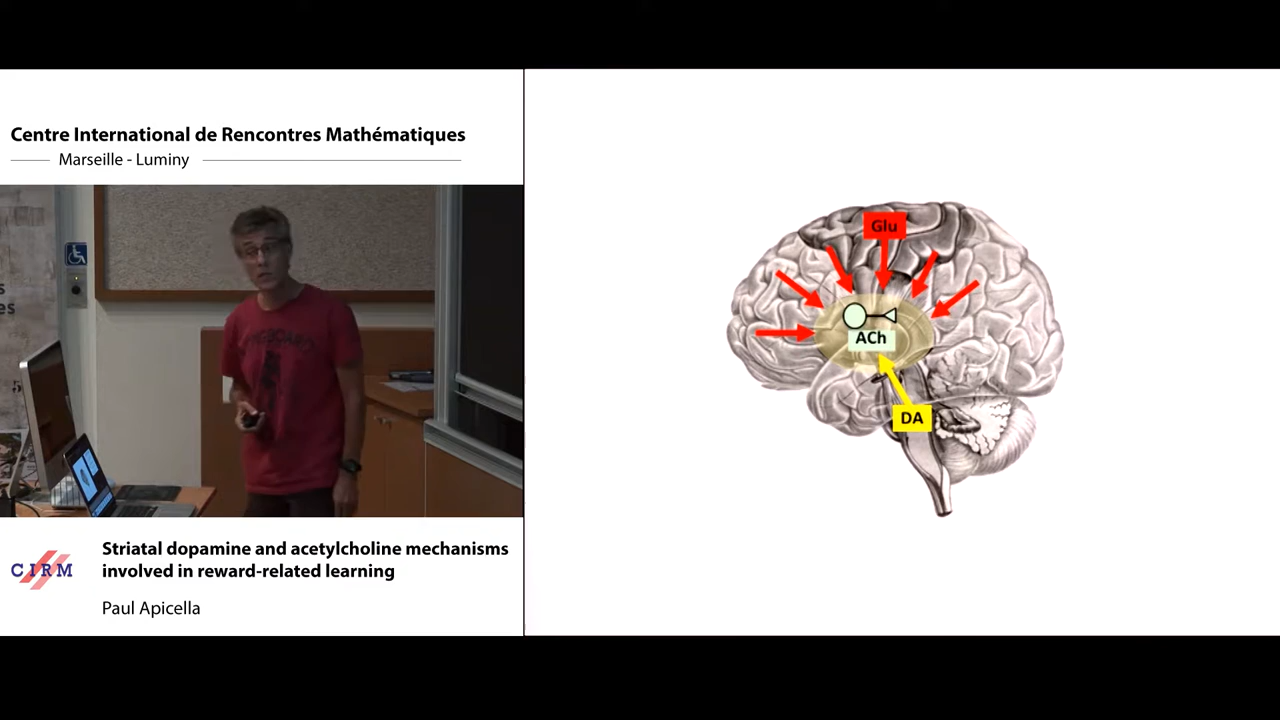 Centre International de Rencontres Mathématiques
Marseille - Luminy
Glu
ACh
DA
CIRM
Striatal dopamine and acetylcholine mechanisms
involved in reward-related learning
Paul Apicella